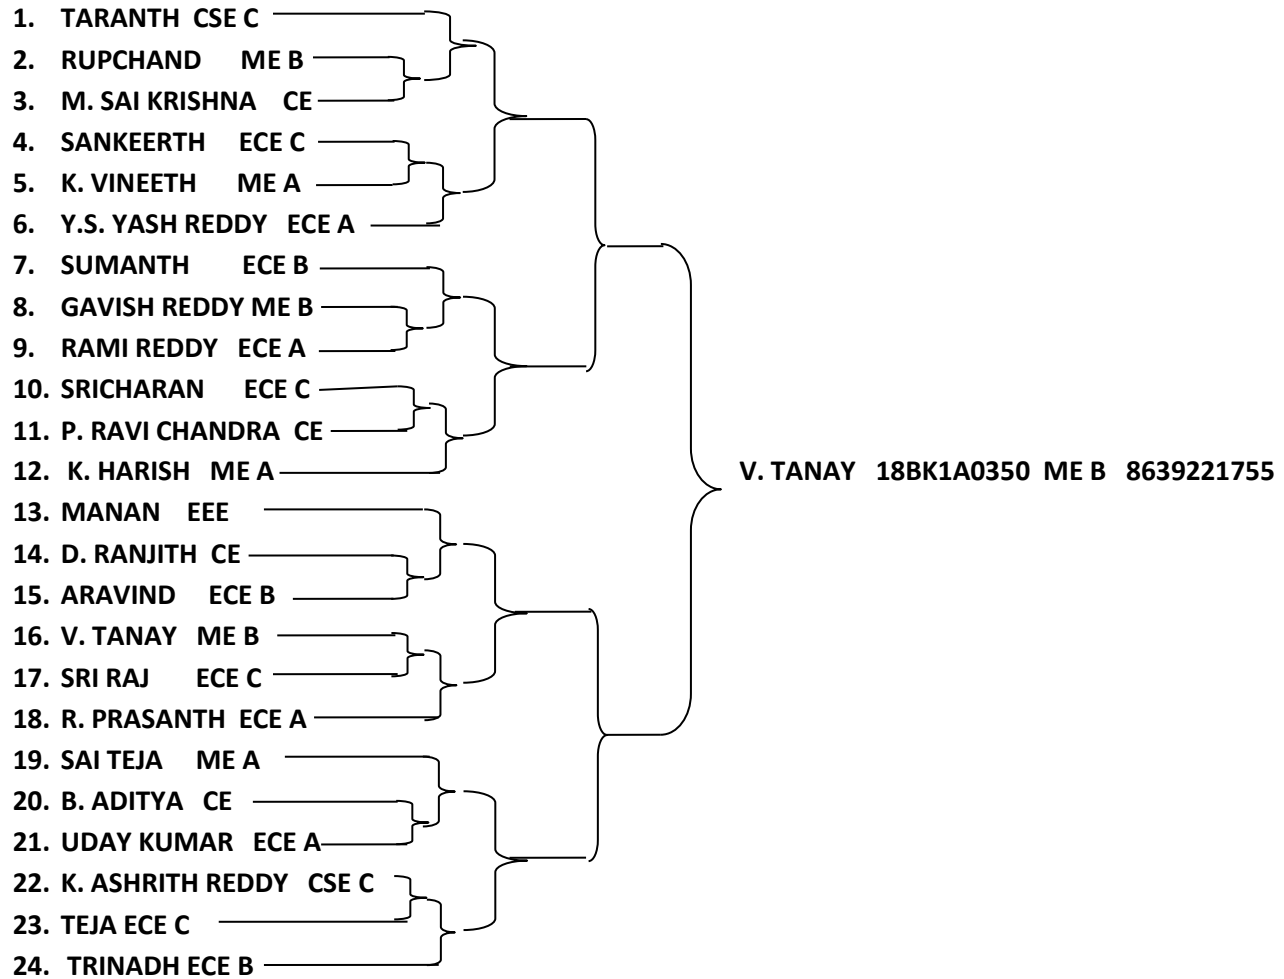 1. TARANTH CSE C
2. RUPCHAND ME B
3. M. SAI KRISHNA CE
4. SANKEERTH ECE C
5. K. VINEETH ME A
6. Y.S. YASH REDDY ECE A
7. SUMANTH ECE B
8. GAVISH REDDY ME B
9. RAMI REDDY ECE A
10. SRICHARAN ECE C
11. P. RAVI CHANDRA CE
12. K. HARISH ME A
V. TANAY 18BK1A0350 ME B 8639221755
13. MANAN EEE
14. D. RANJITH CE
15. ARAVIND ECE B
16. V. TANAY ME B
17. SRI RAJ ECE C
18. R. PRASANTH ECE A
19. SAI TEJA ME A
20. B. ADITYA CE
21. UDAY KUMAR ECE A
22. K. ASHRITH REDDY CSE C
23. TEJA ECE C
24. TRINADH ECE B